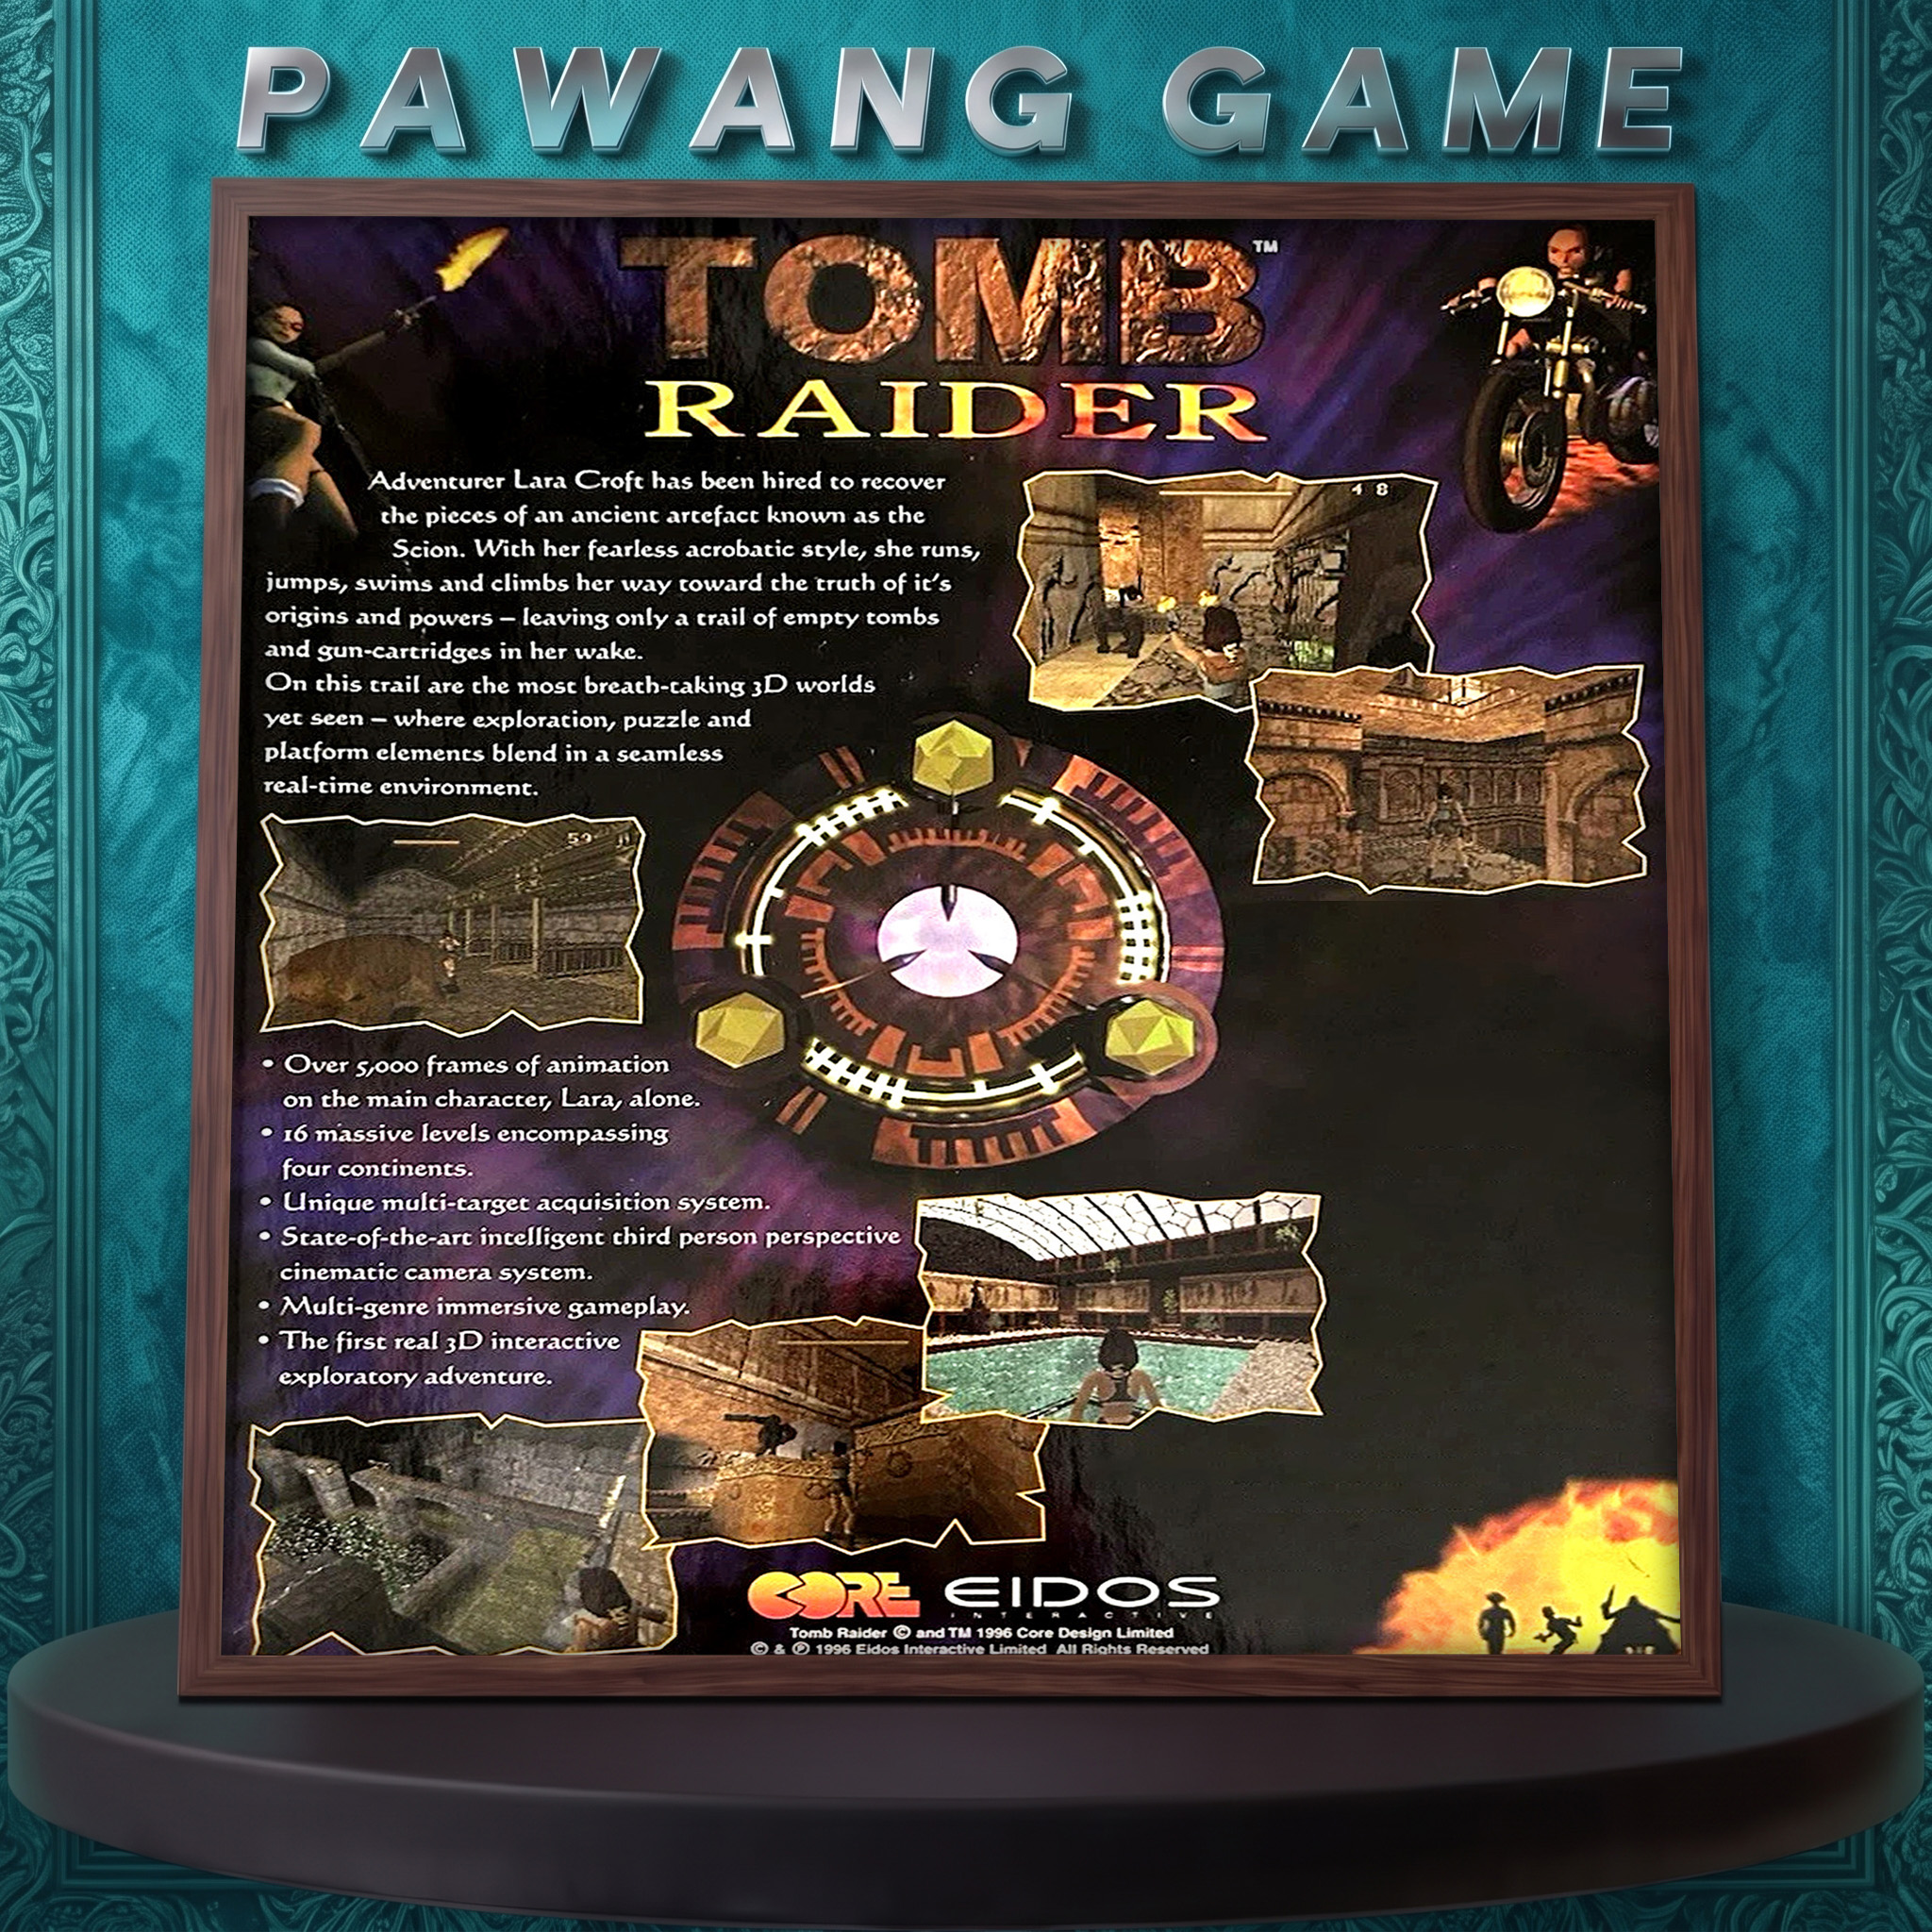 PAWANG GAME
TOMB™
RAIDER
Adventurer Lara Croft has been hired to recover
the pieces of an ancient artefact known as the
Scion. With her fearless acrobatic style, she runs,
jumps, swims and climbs her way toward the truth of it's
origins and powers – leaving only a trail of empty tombs
and gun-cartridges in her wake.
On this trail are the most breath-taking 3D worlds
yet seen – where exploration, puzzle and
platform elements blend in a seamless
real-time environment.
48
59
• Over 5,000 frames of animation
on the main character, Lara, alone.
• 16 massive levels encompassing
four continents.
• Unique multi-target acquisition system.
• State-of-the-art intelligent third person perspective
cinematic camera system.
• Multi-genre immersive gameplay.
• The first real 3D interactive
exploratory adventure.
CORE EIDOS
INTERACTIVE
Tomb Raider © and TM 1996 Core Design Limited
© & ℗ 1996 Eidos Interactive Limited All Rights Reserved